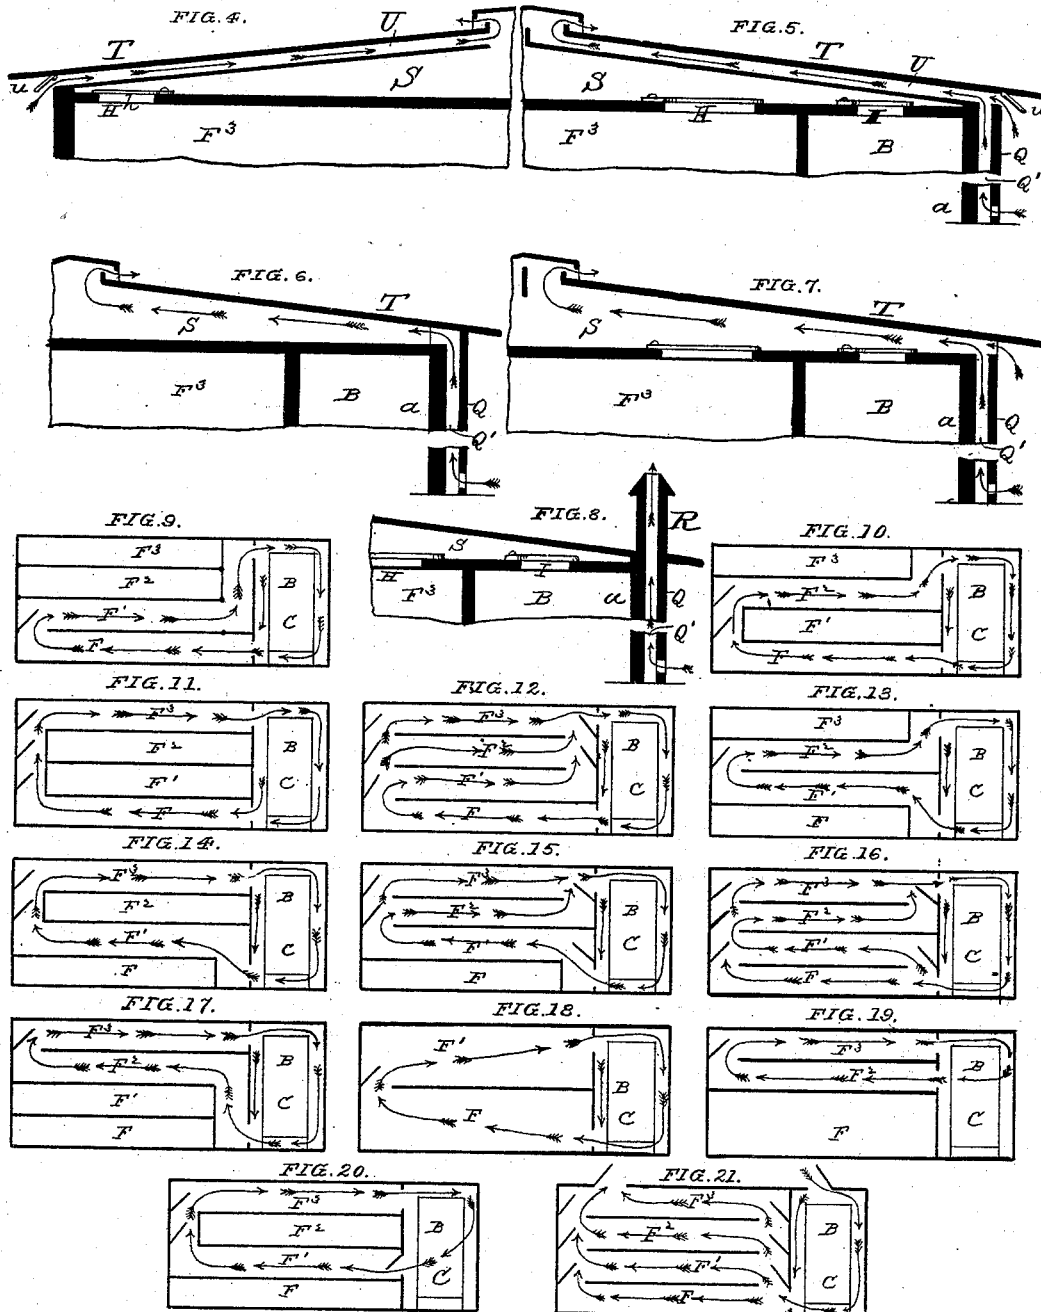 FIG. 4.
T U
u S
H h
F³
FIG. 5.
T U
S u
H I
F³ B Q
Q'
a
FIG. 6.
T
S
F³ B a Q
Q'
FIG. 7.
T
S
F³ B a Q
Q'
FIG. 8.
R
S
H I
F³ B a Q
Q'
FIG. 9.
F³
F² B
F' C
F
FIG. 10.
F³
F² B
F' C
F
FIG. 11.
F³
F² B
F' C
F
FIG. 12.
F³
F² B
F' C
F
FIG. 13.
F³
F² B
F' C
F
FIG. 14.
F³
F² B
F' C
F
FIG. 15.
F³
F² B
F' C
F
FIG. 16.
F³
F² B
F' C
F
FIG. 17.
F³
F² B
F' C
F
FIG. 18.
F' B
F C
FIG. 19.
F³
F² B
F C
FIG. 20.
F³
F² B
F' C
F
FIG. 21.
F³
F² B
F' C
F